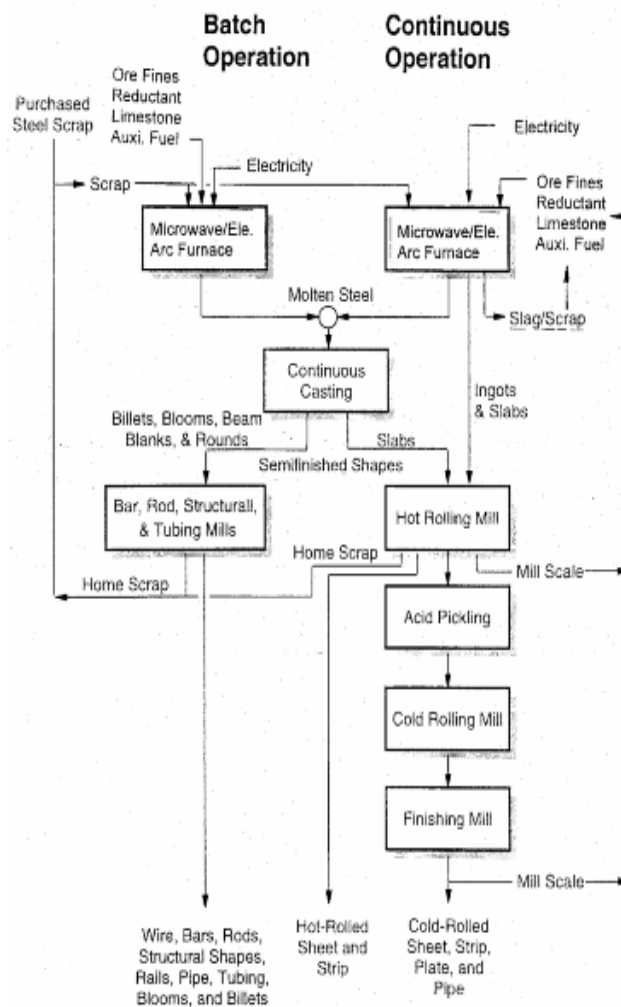 Batch
Operation
Continuous
Operation
Ore Fines
Reductant
Limestone
Auxi. Fuel
Purchased
Steel Scrap
Electricity
Electricity
Scrap
Ore Fines
Reductant
Limestone
Auxi. Fuel
Microwave/Ele.
Arc Furnace
Microwave/Ele.
Arc Furnace
Molten Steel
Slag/Scrap
Continuous
Casting
Ingots
& Slabs
Billets, Blooms, Beam
Blanks, & Rounds
Slabs
Semifinished Shapes
Bar, Rod, Structurall,
& Tubing Mills
Hot Rolling Mill
Home Scrap
Home Scrap
Mill Scale
Acid Pickling
Cold Rolling Mill
Finishing Mill
Mill Scale
Wire, Bars, Rods,
Structural Shapes,
Rails, Pipe, Tubing,
Blooms, and Billets
Hot-Rolled
Sheet and
Strip
Cold-Rolled
Sheet, Strip,
Plate, and
Pipe